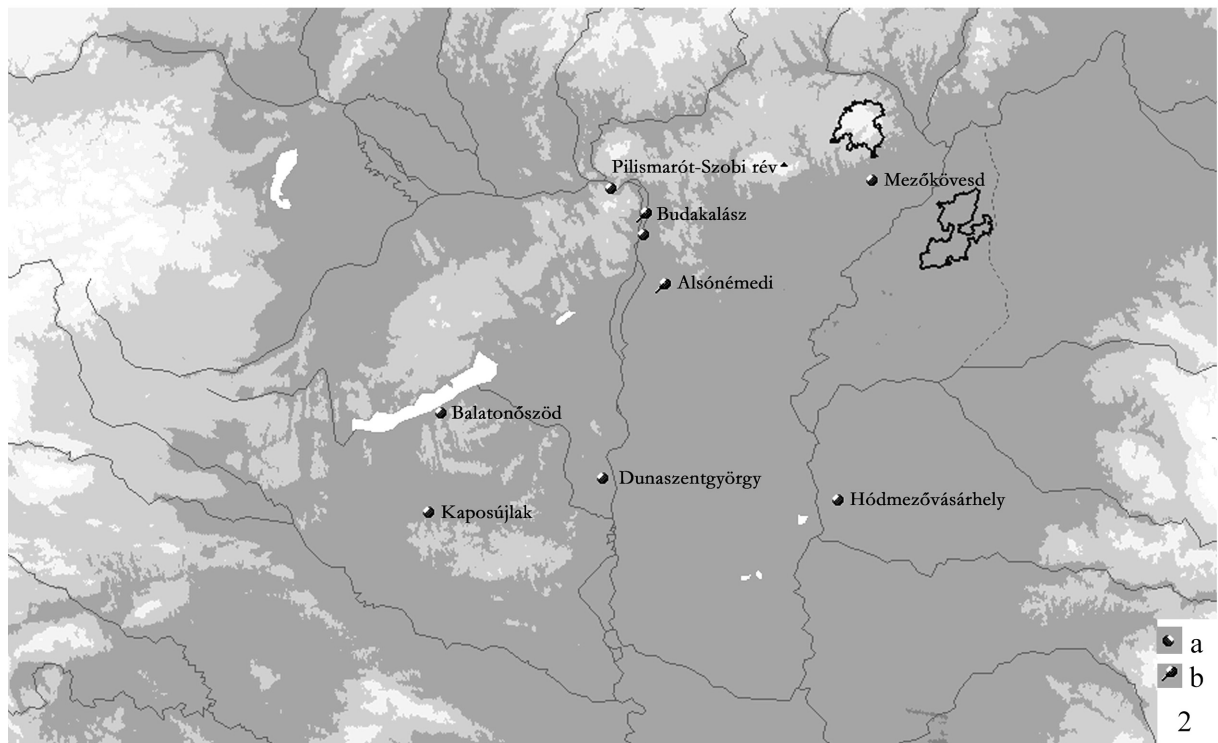 Pilismarót-Szobi rév
Mezőkövesd
Budakalász
Alsónémedi
Balatonőszöd
Dunaszentgyörgy
Hódmezővásárhely
Kaposújlak
a
b
2